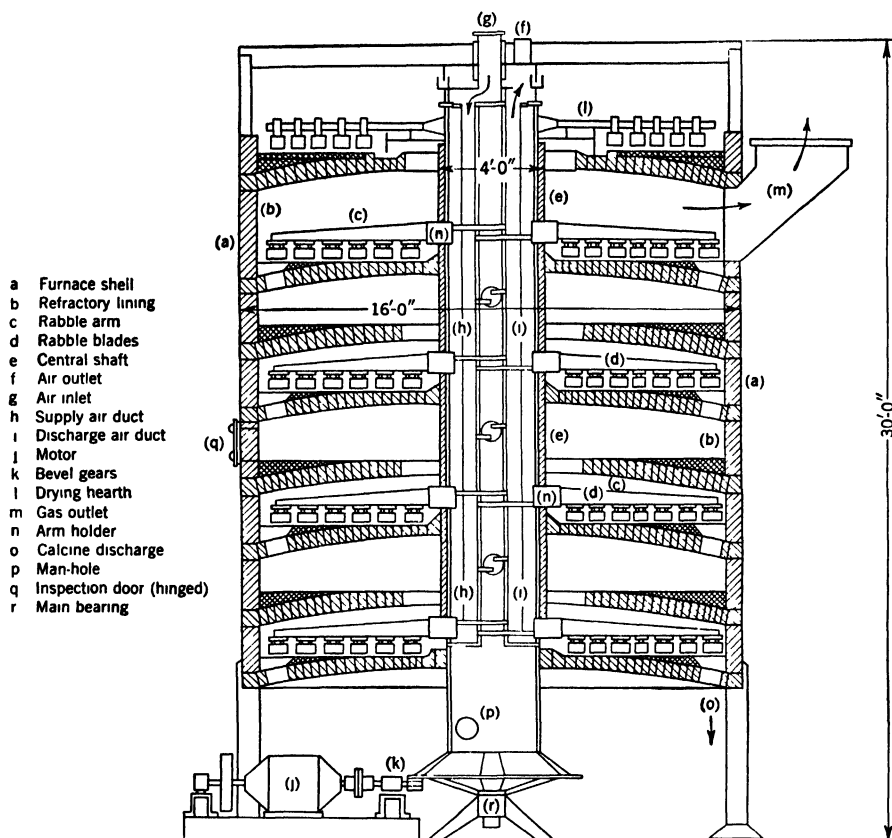 (g)
(f)
(l)
4'-0"
(m)
(b)
(c)
(e)
(a)
(n)
a Furnace shell
b Refractory lining
c Rabble arm
d Rabble blades
e Central shaft
f Air outlet
g Air inlet
h Supply air duct
ı Discharge air duct
j Motor
k Bevel gears
l Drying hearth
m Gas outlet
n Arm holder
o Calcine discharge
p Man-hole
q Inspection door (hinged)
r Main bearing
16'-0"
(h)
(ı)
(d)
(a)
30'-0"
(q)
(e)
(b)
(c)
(n)
(d)
(h)
(ı)
(p)
(o)
(k)
(j)
(r)